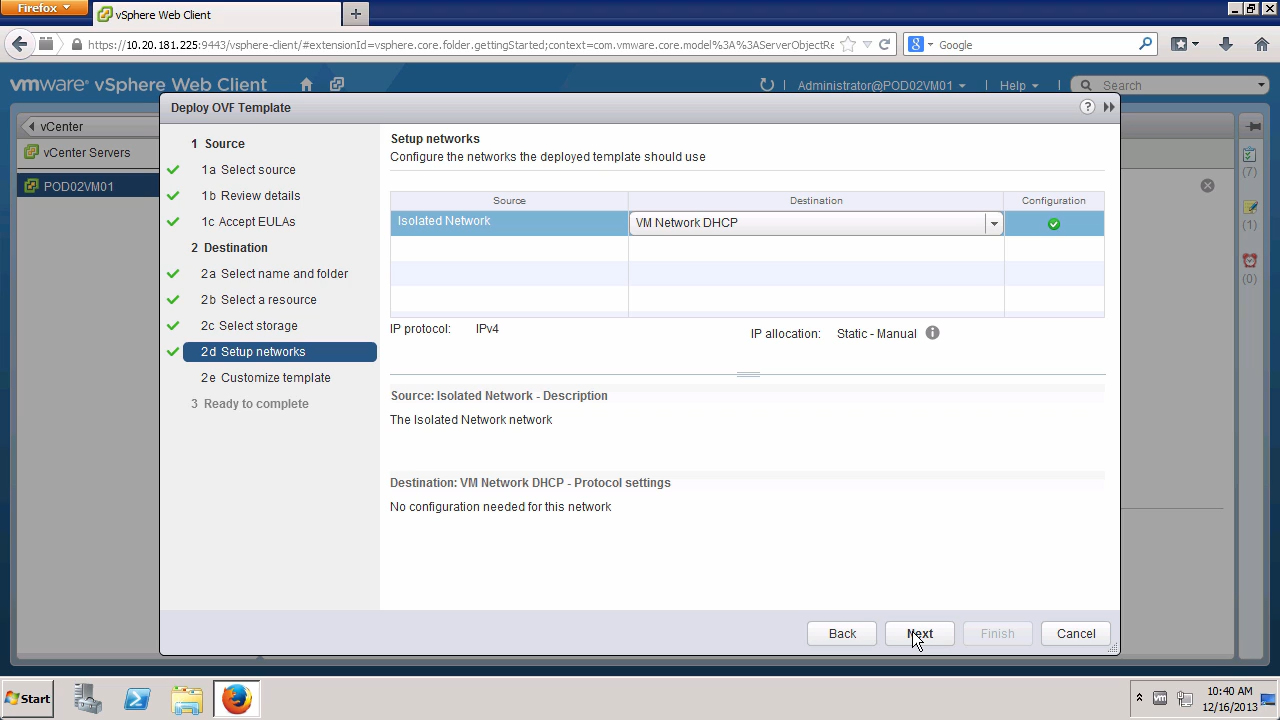 Firefox
vSphere Web Client
https://10.20.181.225:9443/vsphere-client/#extensionId=vsphere.core.folder.gettingStarted;context=com.vmware.core.model%3A%3AServerObjectRe
Google
vmware® vSphere Web Client
Administrator@POD02VM01
Help
Search
Deploy OVF Template
vCenter
vCenter Servers
POD02VM01
1 Source
1a Select source
1b Review details
1c Accept EULAs
2 Destination
2a Select name and folder
2b Select a resource
2c Select storage
2d Setup networks
2e Customize template
3 Ready to complete
Setup networks
Configure the networks the deployed template should use
Source Destination Configuration
Isolated Network VM Network DHCP
IP protocol: IPv4 IP allocation: Static - Manual
Source: Isolated Network - Description
The Isolated Network network
Destination: VM Network DHCP - Protocol settings
No configuration needed for this network
Back Next Finish Cancel
(7)
(1)
(0)
Start
10:40 AM
12/16/2013